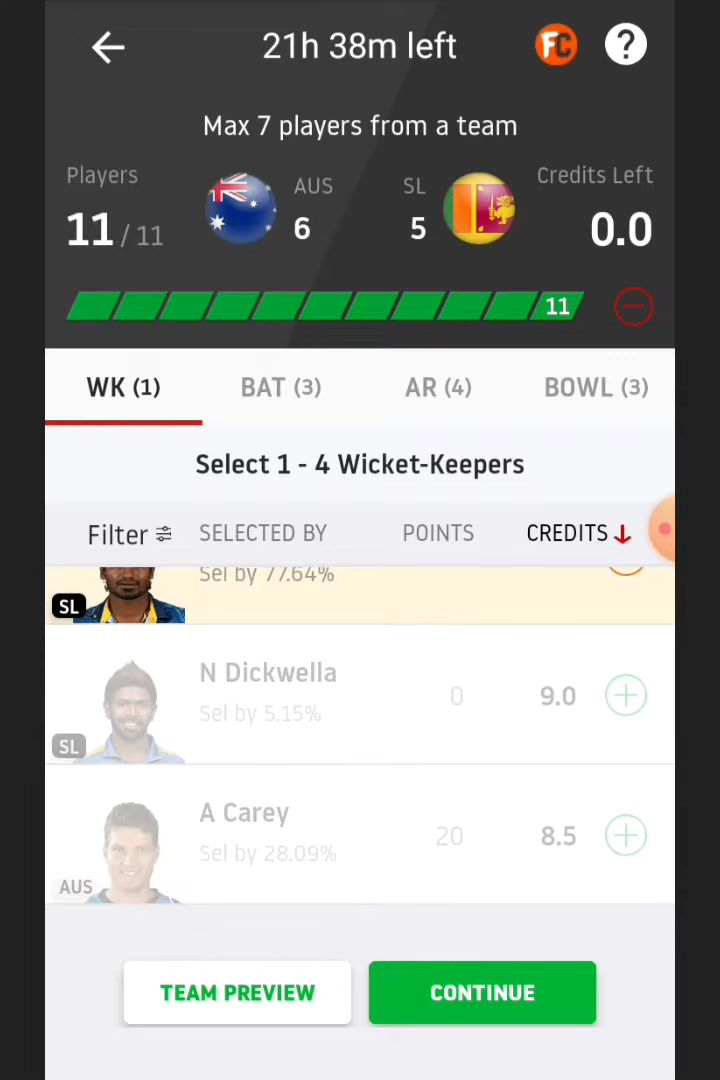 21h 38m left
FC
?
Max 7 players from a team
Players
AUS
SL
Credits Left
11 / 11
6
5
0.0
11
WK (1)
BAT (3)
AR (4)
BOWL (3)
Select 1 - 4 Wicket-Keepers
Filter
SELECTED BY
POINTS
CREDITS
Sel by 77.64%
SL
N Dickwella
Sel by 5.15%
0
9.0
SL
A Carey
Sel by 28.09%
20
8.5
AUS
TEAM PREVIEW
CONTINUE